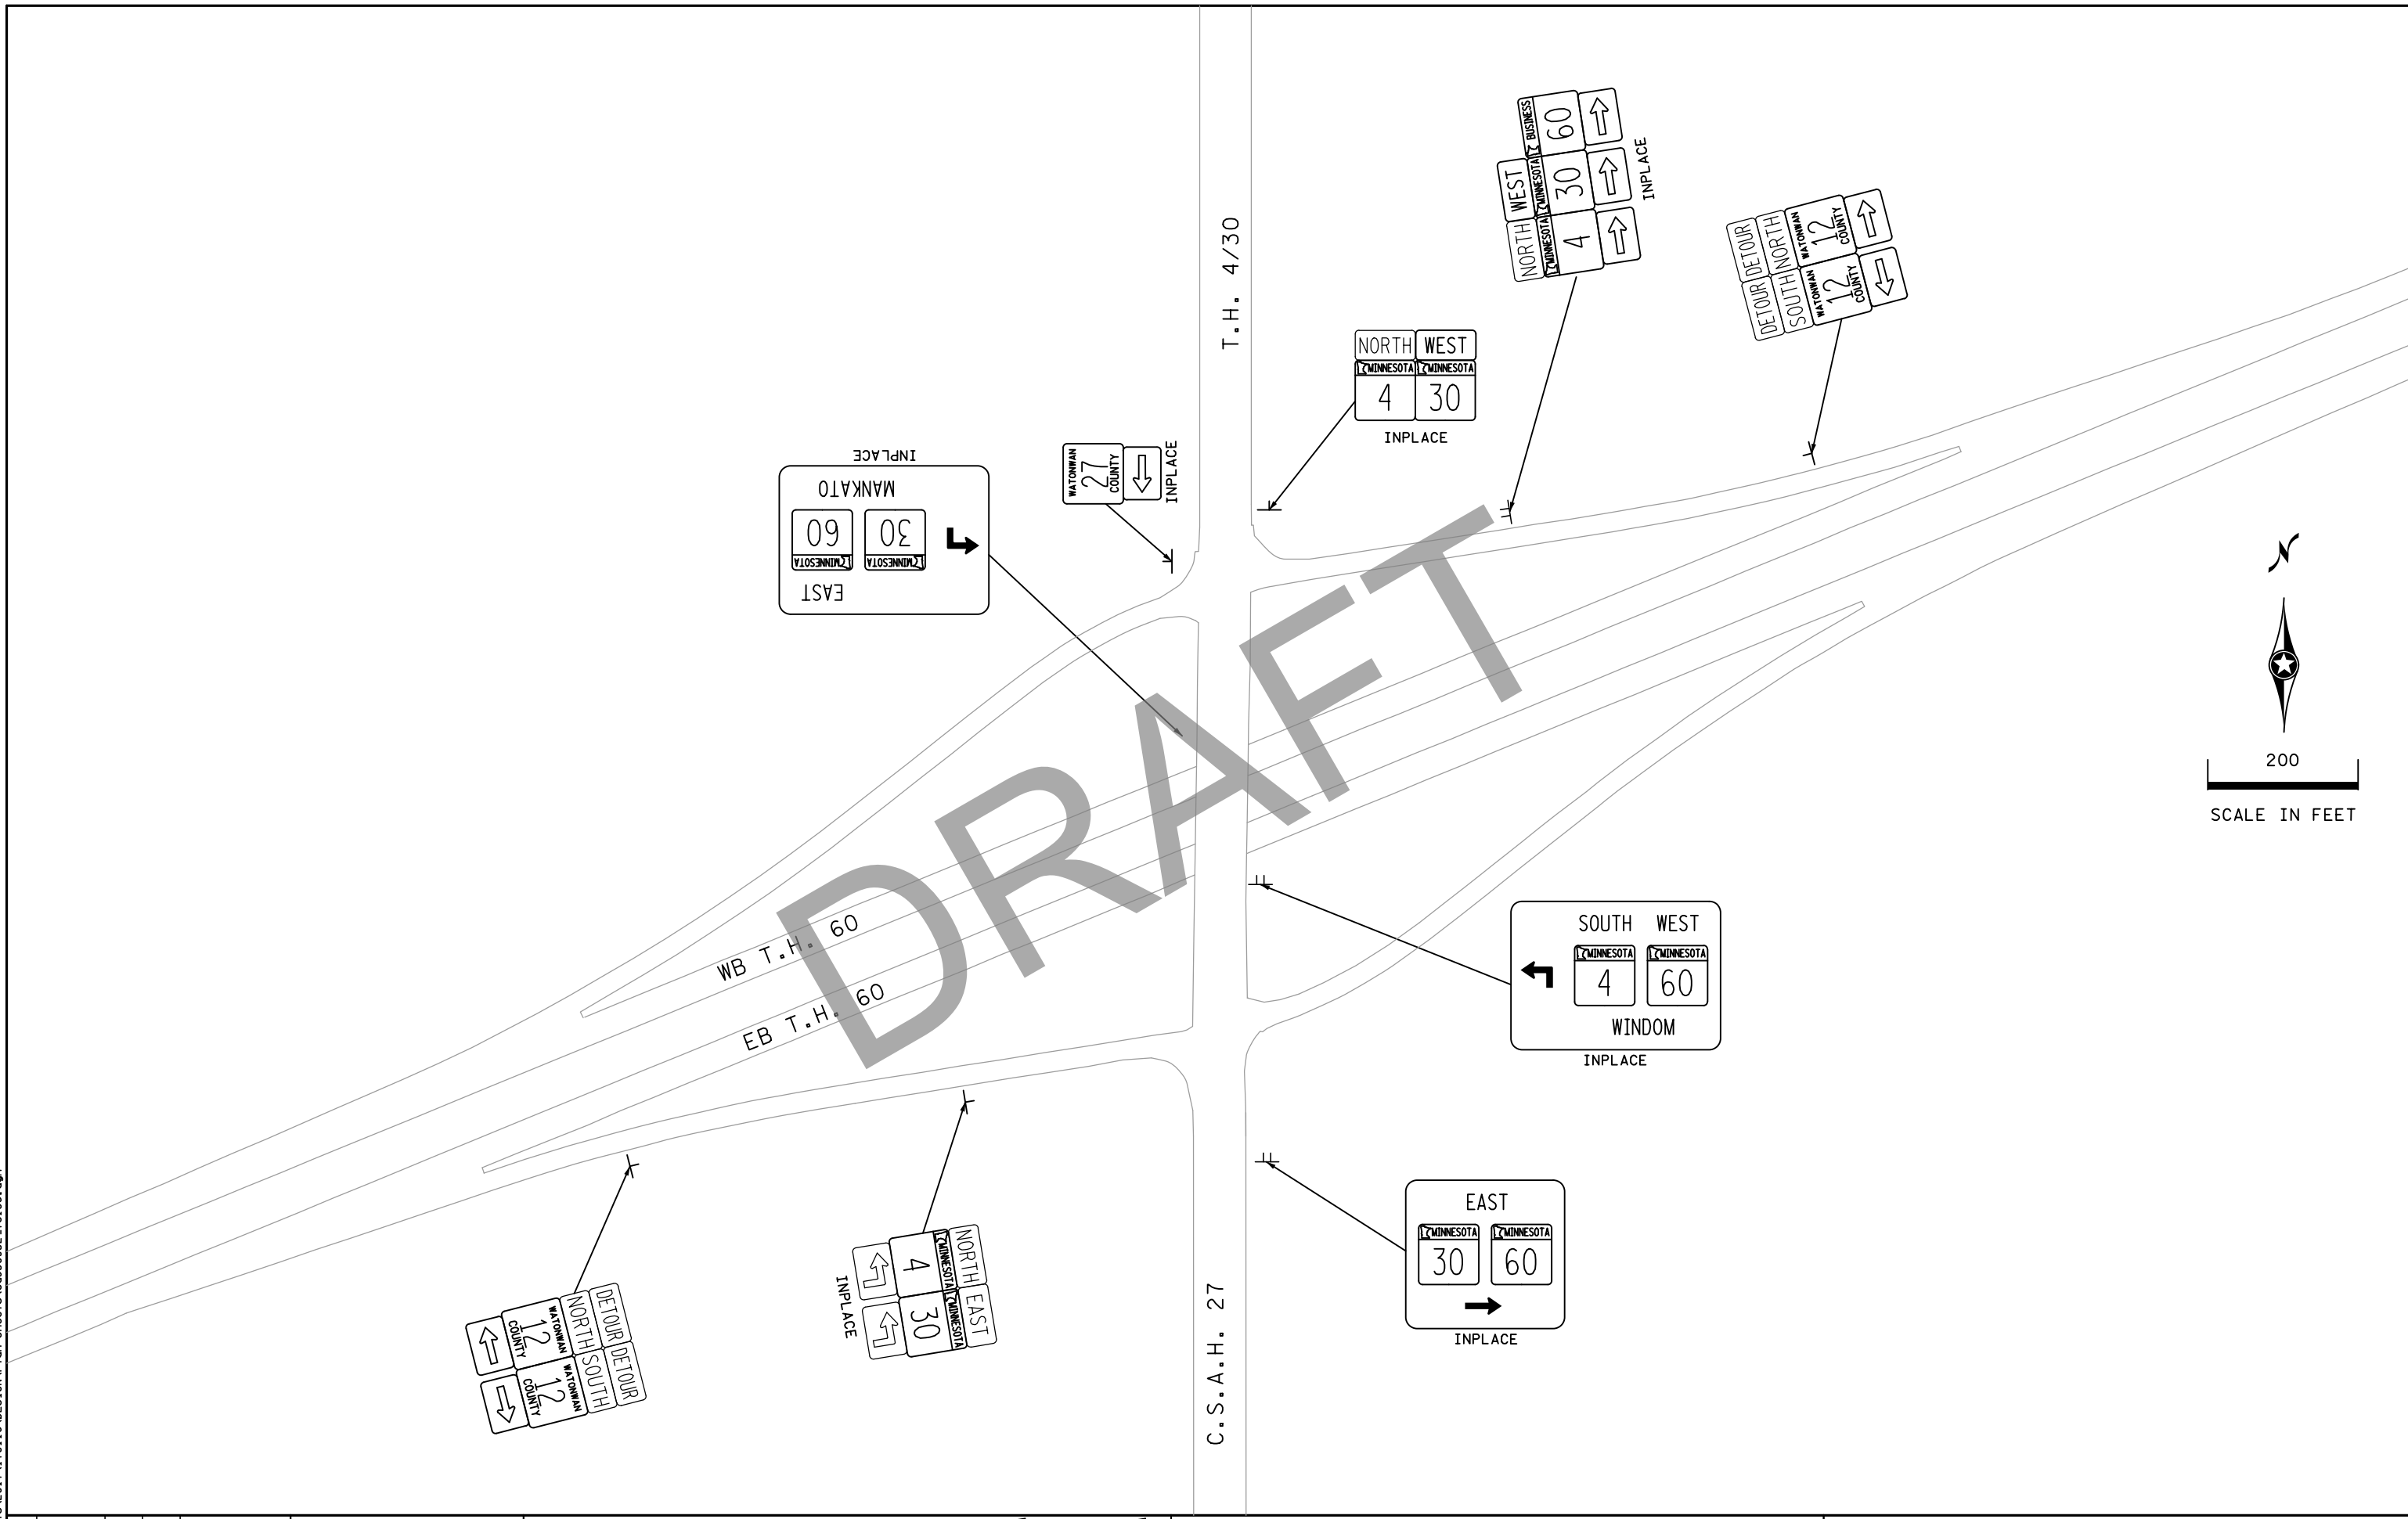 BUSINESS
60
WEST
MINNESOTA
30
NORTH
MINNESOTA
4
INPLACE
DETOUR DETOUR
SOUTH NORTH
WATONWAN WATONWAN
12 12
COUNTY COUNTY
T.H. 4/30
NORTH WEST
MINNESOTA MINNESOTA
4 30
INPLACE
WATONWAN
27
COUNTY
INPLACE
INPLACE
EAST
MINNESOTA MINNESOTA
30 60
MANKATO
N
200
SCALE IN FEET
DRAFT
WB T.H. 60
EB T.H. 60
SOUTH WEST
MINNESOTA MINNESOTA
4 60
WINDOM
INPLACE
NORTH EAST
MINNESOTA MINNESOTA
4 30
INPLACE
EAST
MINNESOTA MINNESOTA
30 60
INPLACE
DETOUR DETOUR
NORTH SOUTH
WATONWAN WATONWAN
12 12
COUNTY COUNTY
C.S.A.H. 27